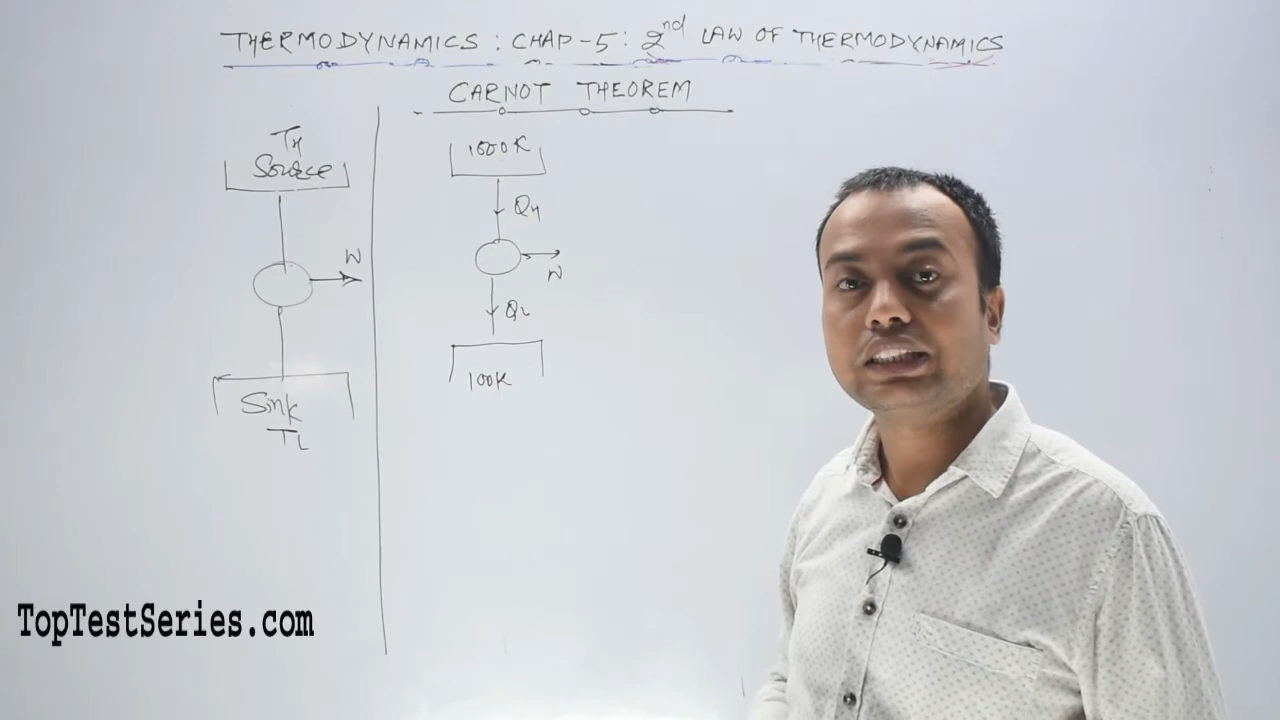 THERMODYNAMICS : CHAP-5 : 2nd LAW OF THERMODYNAMICS
CARNOT THEOREM
TH
Source
W
Sink
TL
1000K
QH
W
QL
100K
TopTestSeries.com